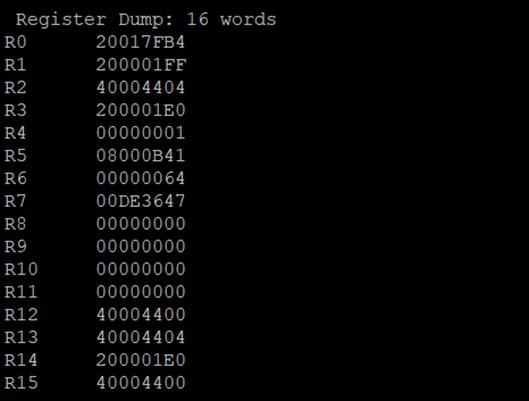 Register Dump: 16 words
R0 20017FB4
R1 200001FF
R2 40004404
R3 200001E0
R4 00000001
R5 08000B41
R6 00000064
R7 00DE3647
R8 00000000
R9 00000000
R10 00000000
R11 00000000
R12 40004400
R13 40004404
R14 200001E0
R15 40004400